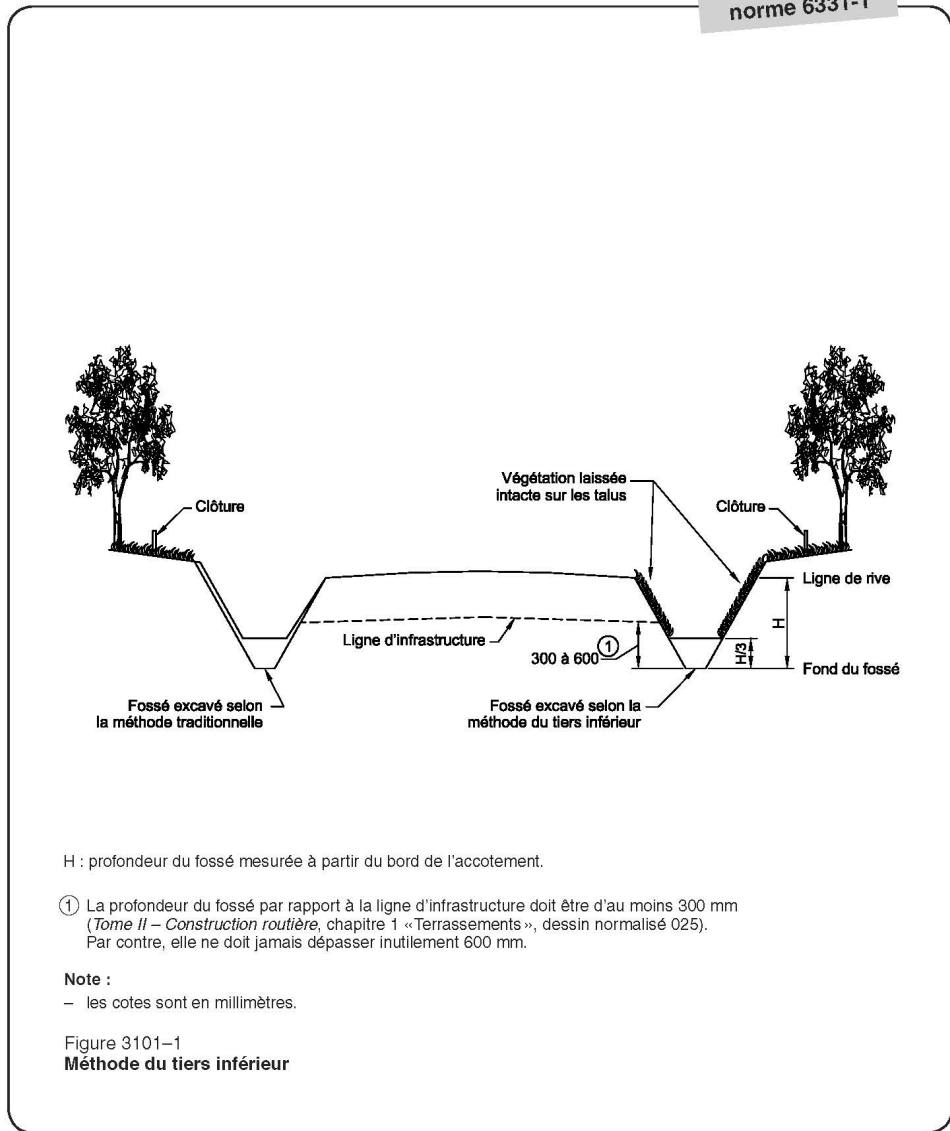 norme 6331-1
Végétation laissée
intacte sur les talus
Clôture
Clôture
Ligne de rive
H
Ligne d'infrastructure
1
300 à 600
H/3
Fond du fossé
Fossé excavé selon
la méthode traditionnelle
Fossé excavé selon la
méthode du tiers inférieur
H : profondeur du fossé mesurée à partir du bord de l'accotement.
1 La profondeur du fossé par rapport à la ligne d'infrastructure doit être d'au moins 300 mm
(Tome II – Construction routière, chapitre 1 «Terrassements», dessin normalisé 025).
Par contre, elle ne doit jamais dépasser inutilement 600 mm.
Note :
– les cotes sont en millimètres.
Figure 3101–1
Méthode du tiers inférieur